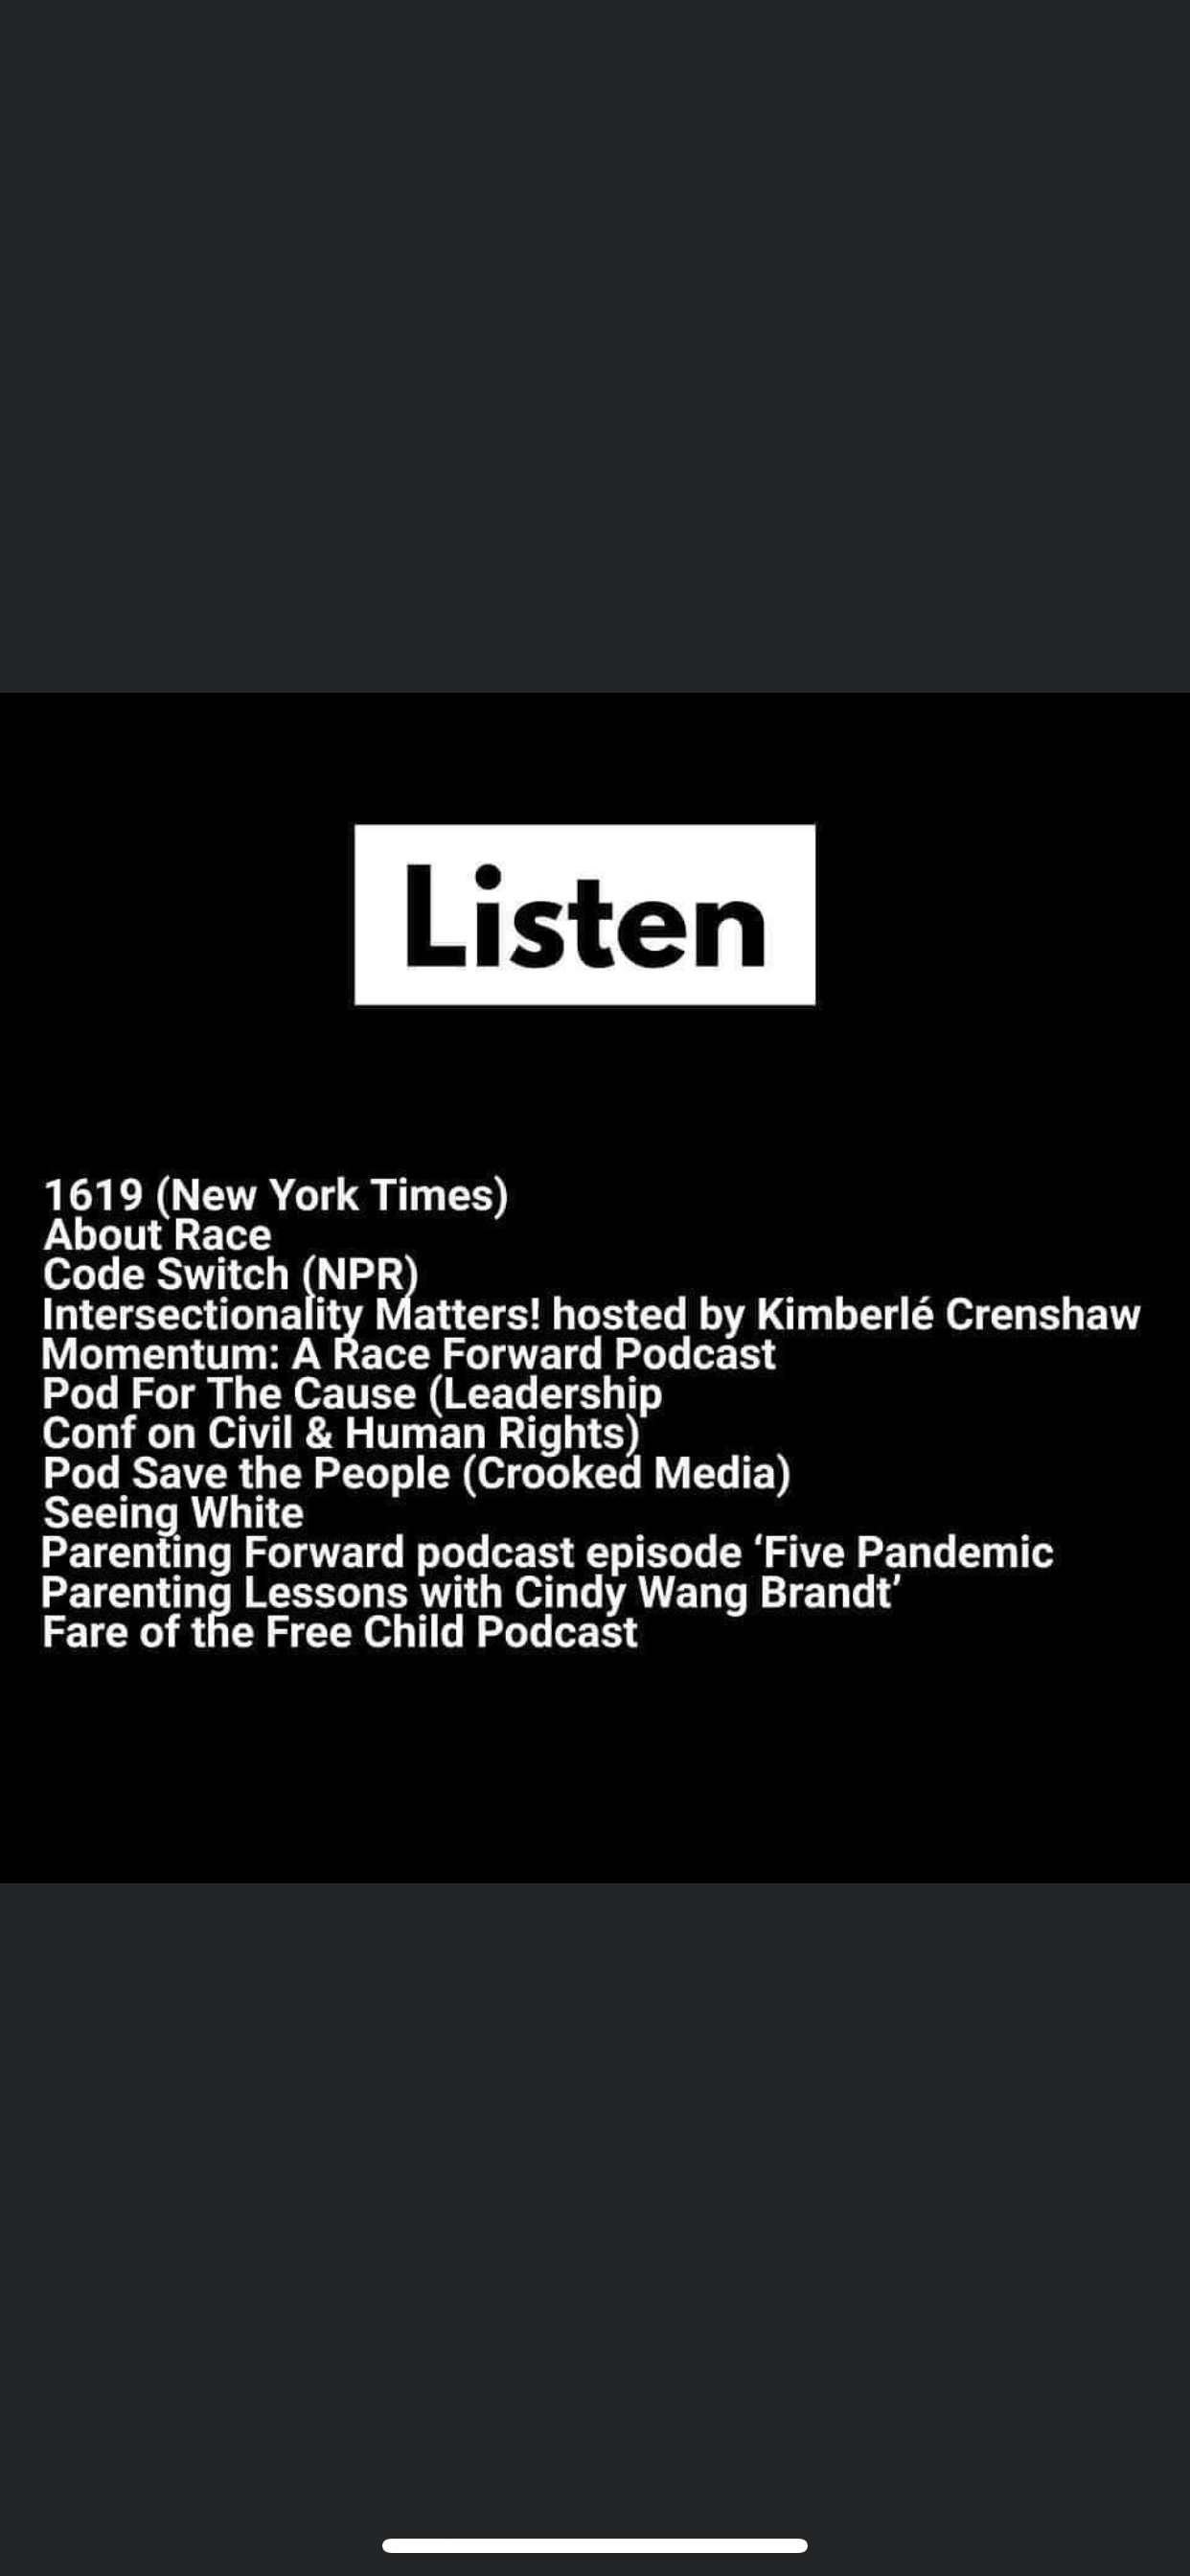 Listen
1619 (New York Times)
About Race
Code Switch (NPR)
Intersectionality Matters! hosted by Kimberlé Crenshaw
Momentum: A Race Forward Podcast
Pod For The Cause (Leadership
Conf on Civil & Human Rights)
Pod Save the People (Crooked Media)
Seeing White
Parenting Forward podcast episode ‘Five Pandemic
Parenting Lessons with Cindy Wang Brandt’
Fare of the Free Child Podcast